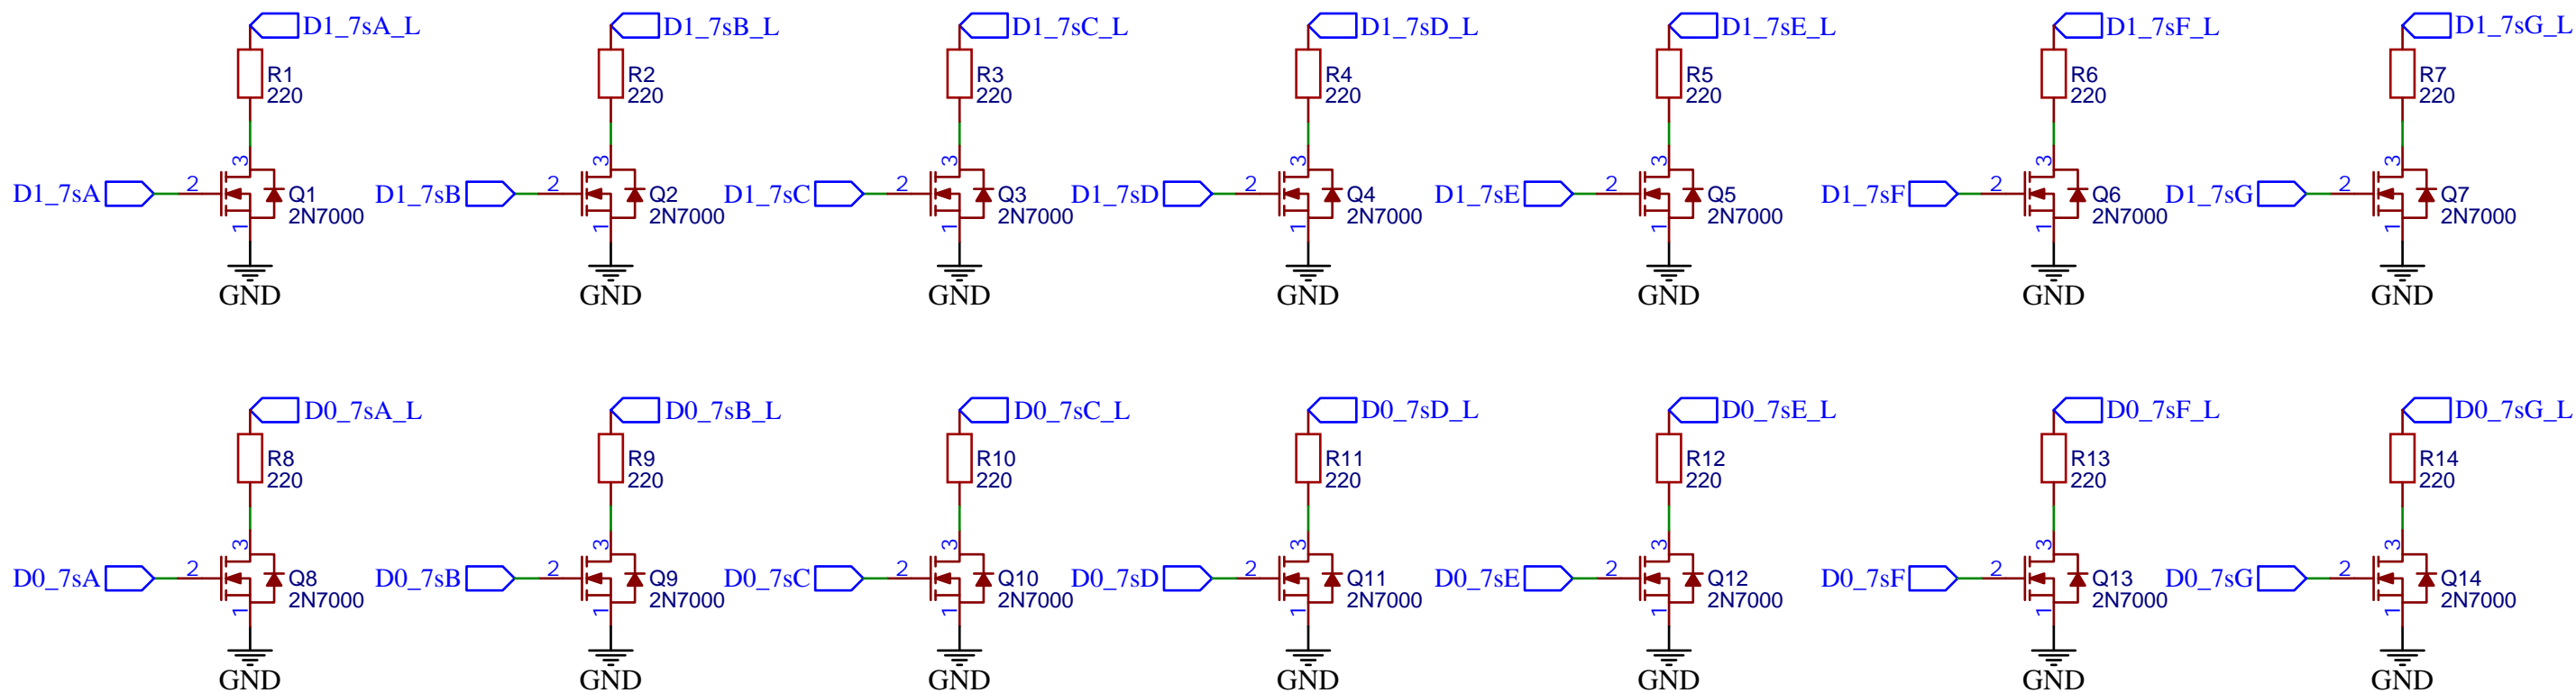 D1_7sA_L D1_7sB_L D1_7sC_L D1_7sD_L D1_7sE_L D1_7sF_L D1_7sG_L
R1 R2 R3 R4 R5 R6 R7
220 220 220 220 220 220 220
3 3 3 3 3 3 3
D1_7sA 2 Q1 D1_7sB 2 Q2 D1_7sC 2 Q3 D1_7sD 2 Q4 D1_7sE 2 Q5 D1_7sF 2 Q6 D1_7sG 2 Q7
2N7000 2N7000 2N7000 2N7000 2N7000 2N7000 2N7000
1 1 1 1 1 1 1
GND GND GND GND GND GND GND
D0_7sA_L D0_7sB_L D0_7sC_L D0_7sD_L D0_7sE_L D0_7sF_L D0_7sG_L
R8 R9 R10 R11 R12 R13 R14
220 220 220 220 220 220 220
3 3 3 3 3 3 3
D0_7sA 2 Q8 D0_7sB 2 Q9 D0_7sC 2 Q10 D0_7sD 2 Q11 D0_7sE 2 Q12 D0_7sF 2 Q13 D0_7sG 2 Q14
2N7000 2N7000 2N7000 2N7000 2N7000 2N7000 2N7000
1 1 1 1 1 1 1
GND GND GND GND GND GND GND